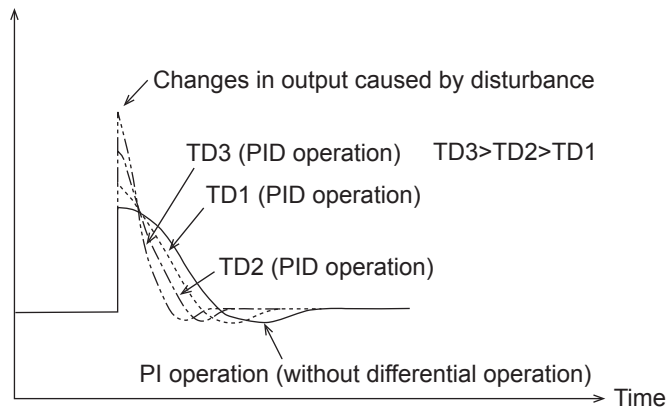 Changes in output caused by disturbance
TD3 (PID operation)
TD3>TD2>TD1
TD1 (PID operation)
TD2 (PID operation)
PI operation (without differential operation)
Time